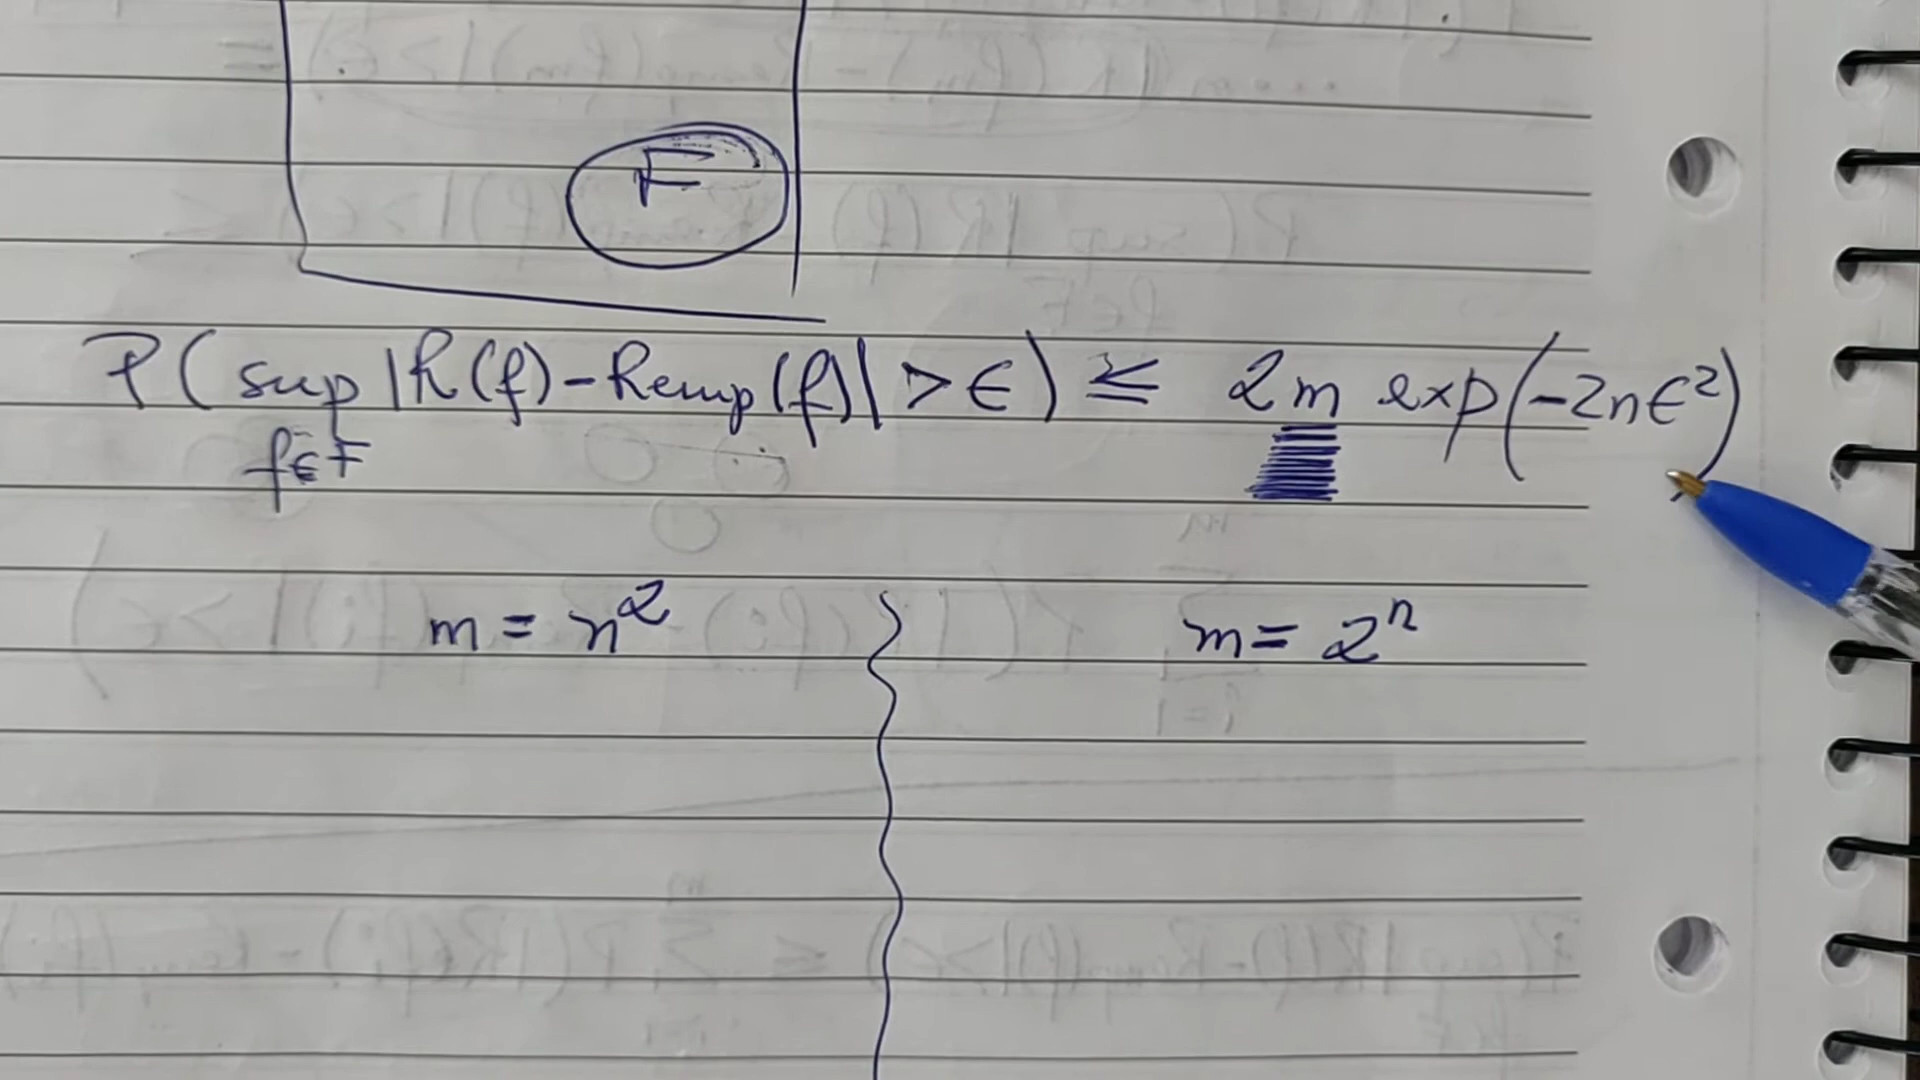 F
P(sup |R(f)-Remp(f)| > ϵ) ≤ 2m exp(-2nϵ²)
f∈F
m = n² m = 2ⁿ